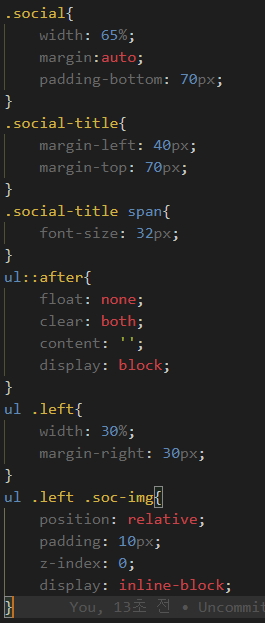 .social{
    width: 65%;
    margin:auto;
    padding-bottom: 70px;
}
.social-title{
    margin-left: 40px;
    margin-top: 70px;
}
.social-title span{
    font-size: 32px;
}
ul::after{
    float: none;
    clear: both;
    content: '';
    display: block;
}
ul .left{
    width: 30%;
    margin-right: 30px;
}
ul .left .soc-img{
    position: relative;
    padding: 10px;
    z-index: 0;
    display: inline-block;
}    You, 13초 전 • Uncommit